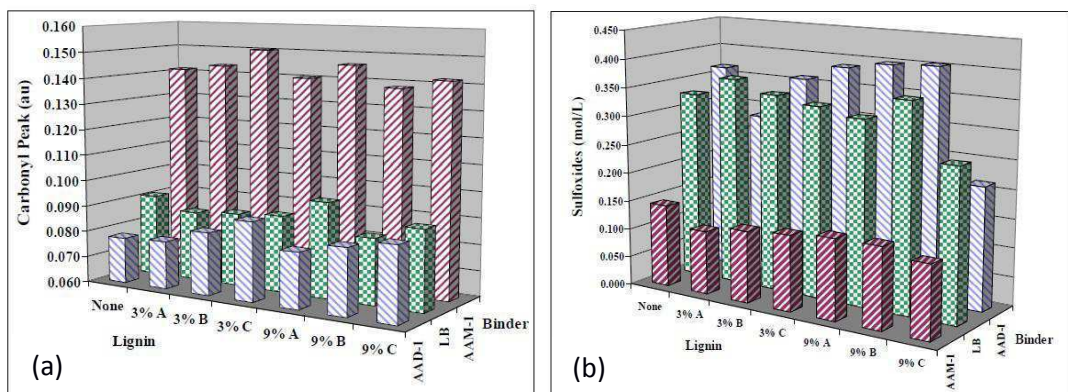 0.160
0.150
0.140
0.130
0.120
0.110
0.100
0.090
0.080
0.070
0.060
Carbonyl Peak (au)
None
3% A
3% B
3% C
9% A
9% B
9% C
Lignin
AAD-1
LB
AAM-1
Binder
(a)
0.450
0.400
0.350
0.300
0.250
0.200
0.150
0.100
0.050
0.000
Sulfoxides (mol/L)
None
3% A
3% B
3% C
9% A
9% B
9% C
Lignin
AAM-1
LB
AAD-1
Binder
(b)